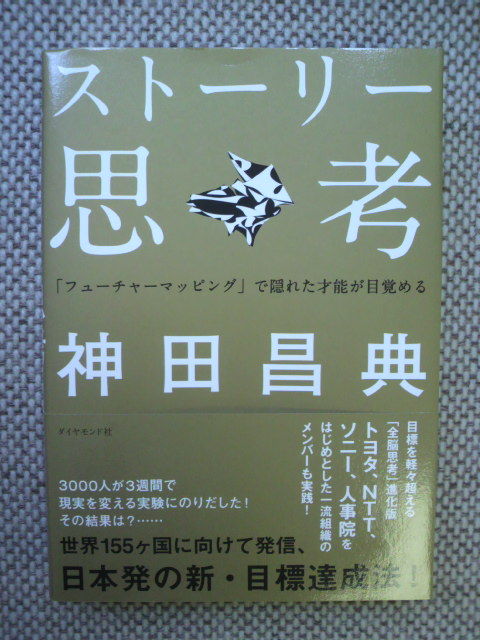 ストーリー
思考
「フューチャーマッピング」で隠れた才能が目覚める
神田昌典
ダイヤモンド社
目標を軽々超える
「全脳思考」進化版
トヨタ、NTT、
ソニー、人事院を
はじめとした一流組織の
メンバーも実践！
3000人が3週間で
現実を変える実験にのりだした！
その結果は？……
世界155ヶ国に向けて発信、
日本発の新・目標達成法！